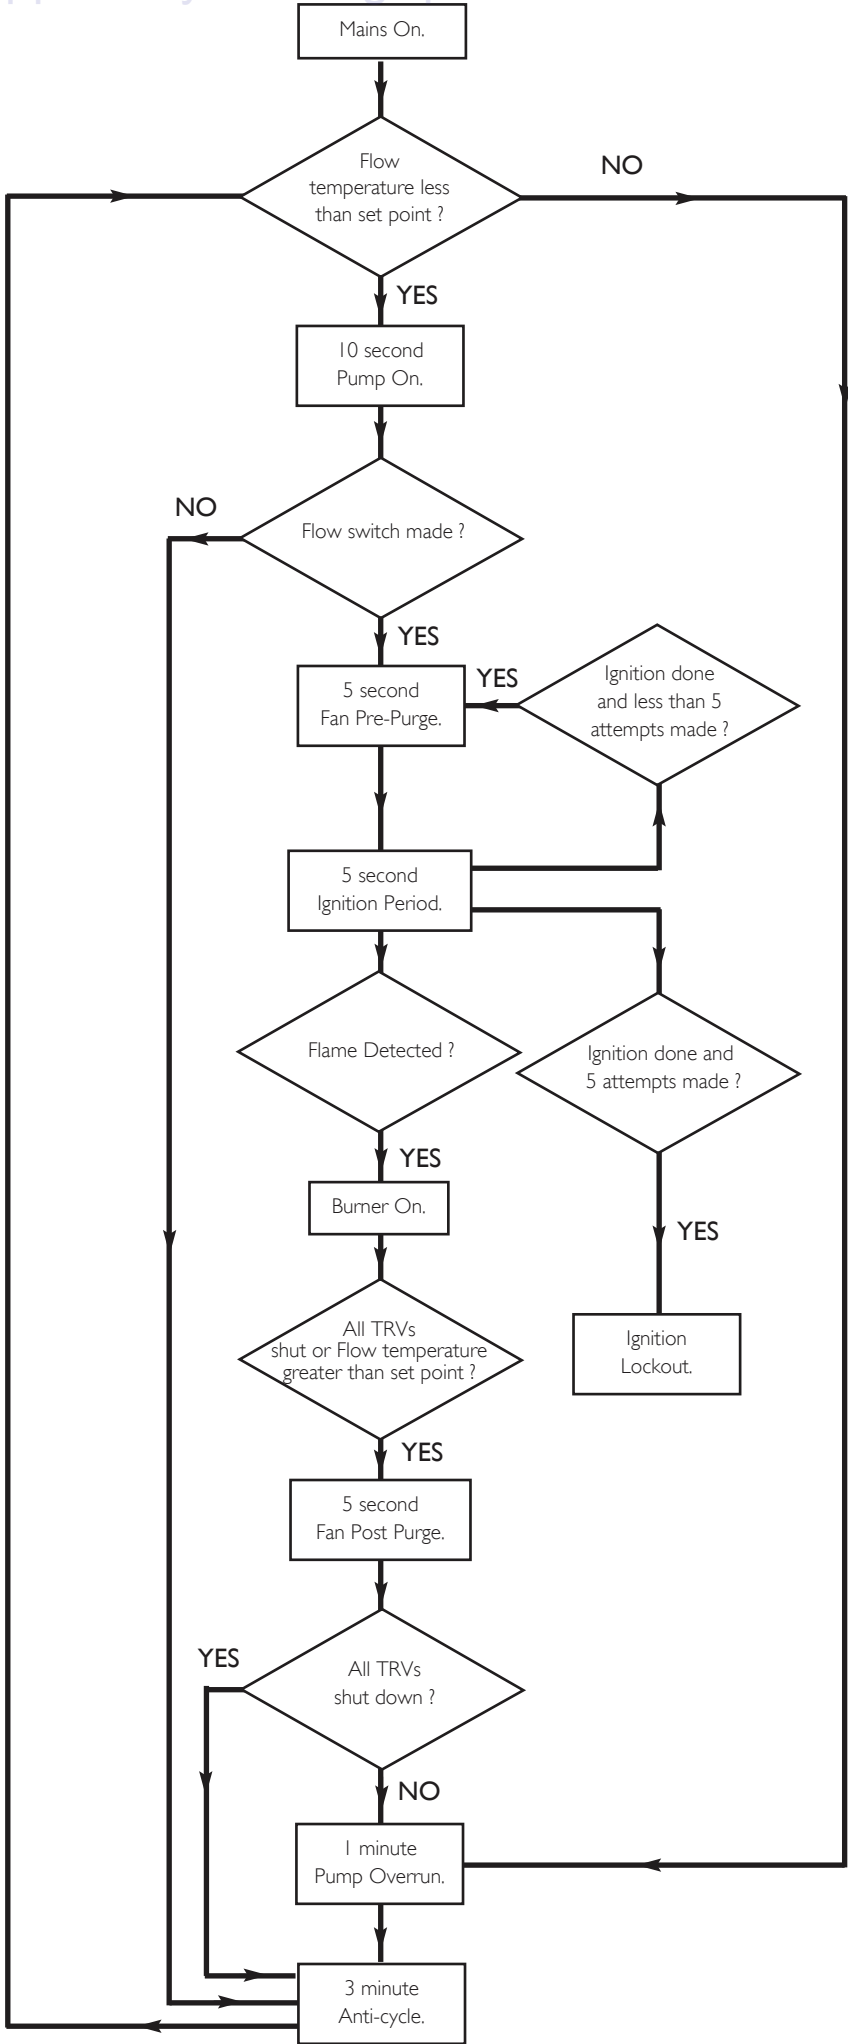 Mains On.
Flow
temperature less
than set point ?
NO
YES
10 second
Pump On.
NO
Flow switch made ?
YES
5 second
Fan Pre-Purge.
YES
Ignition done
and less than 5
attempts made ?
5 second
Ignition Period.
Flame Detected ?
Ignition done and
5 attempts made ?
YES
Burner On.
YES
All TRVs
shut or Flow temperature
greater than set point ?
Ignition
Lockout.
YES
5 second
Fan Post Purge.
YES
All TRVs
shut down ?
NO
1 minute
Pump Overrun.
3 minute
Anti-cycle.